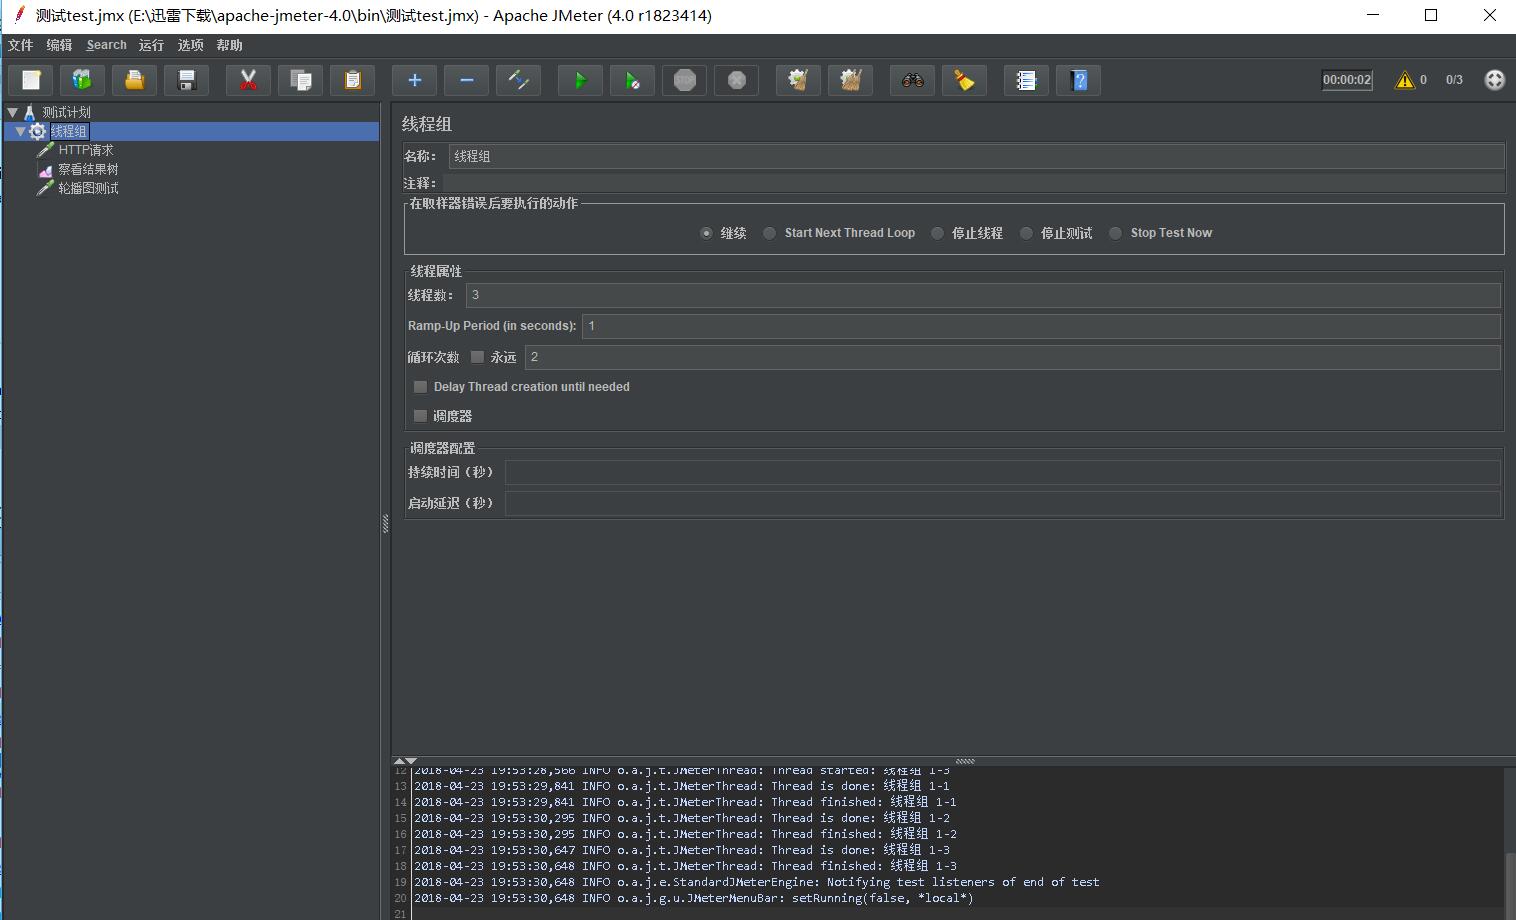 测试test.jmx (E:\迅雷下载\apache-jmeter-4.0\bin\测试test.jmx) - Apache JMeter (4.0 r1823414)
文件 编辑 Search 运行 选项 帮助
STOP 00:00:02 0 0/3
测试计划
线程组
HTTP请求
察看结果树
轮播图测试
线程组
名称： 线程组
注释：
在取样器错误后要执行的动作
继续 Start Next Thread Loop 停止线程 停止测试 Stop Test Now
线程属性
线程数： 3
Ramp-Up Period (in seconds): 1
循环次数 永远 2
Delay Thread creation until needed
调度器
调度器配置
持续时间（秒）
启动延迟（秒）
12 2018-04-23 19:53:28,566 INFO o.a.j.t.JMeterThread: Thread started: 线程组 1-3
13 2018-04-23 19:53:29,841 INFO o.a.j.t.JMeterThread: Thread is done: 线程组 1-1
14 2018-04-23 19:53:29,841 INFO o.a.j.t.JMeterThread: Thread finished: 线程组 1-1
15 2018-04-23 19:53:30,295 INFO o.a.j.t.JMeterThread: Thread is done: 线程组 1-2
16 2018-04-23 19:53:30,295 INFO o.a.j.t.JMeterThread: Thread finished: 线程组 1-2
17 2018-04-23 19:53:30,647 INFO o.a.j.t.JMeterThread: Thread is done: 线程组 1-3
18 2018-04-23 19:53:30,648 INFO o.a.j.t.JMeterThread: Thread finished: 线程组 1-3
19 2018-04-23 19:53:30,648 INFO o.a.j.e.StandardJMeterEngine: Notifying test listeners of end of test
20 2018-04-23 19:53:30,648 INFO o.a.j.g.u.JMeterMenuBar: setRunning(false, *local*)
21